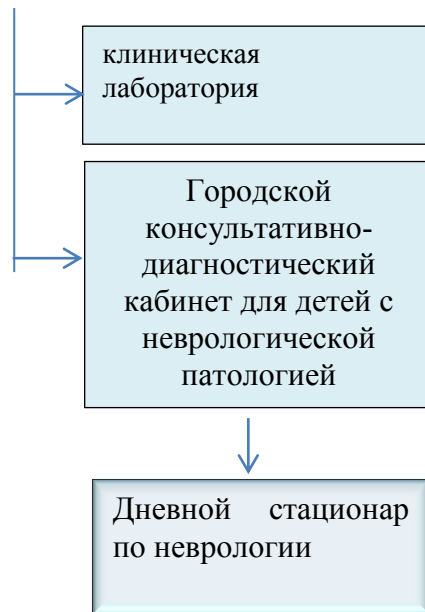 клиническая
лаборатория
Городской
консультативно-
диагностический
кабинет для детей с
неврологической
патологией
Дневной стационар
по неврологии